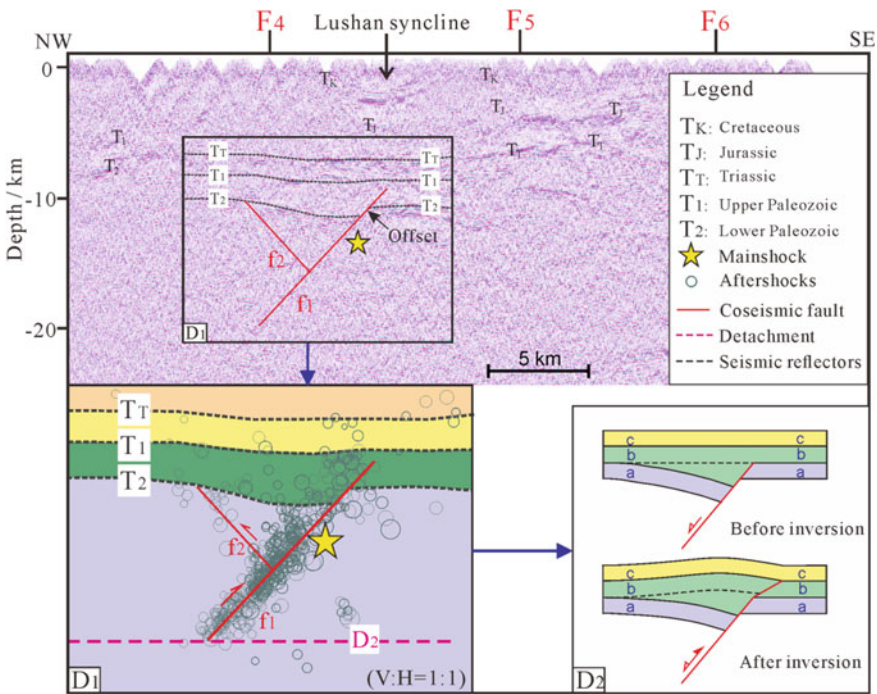 F4 Lushan syncline F5 F6
NW SE
0
-10
-20
Depth/km
TK TK
TJ TJ TJ
T1 TT TT
T2
TT TT
T1 T1
T2 T2
Offset
f2
f1
D1
5 km
Legend
TK: Cretaceous
TJ: Jurassic
TT: Triassic
T1: Upper Paleozoic
T2: Lower Paleozoic
Mainshock
Aftershocks
Coseismic fault
Detachment
Seismic reflectors
TT
T1
T2
f2
f1
D2
D1 (V:H=1:1)
c c
b b
a a
Before inversion
c c
b b
a a
After inversion
D2